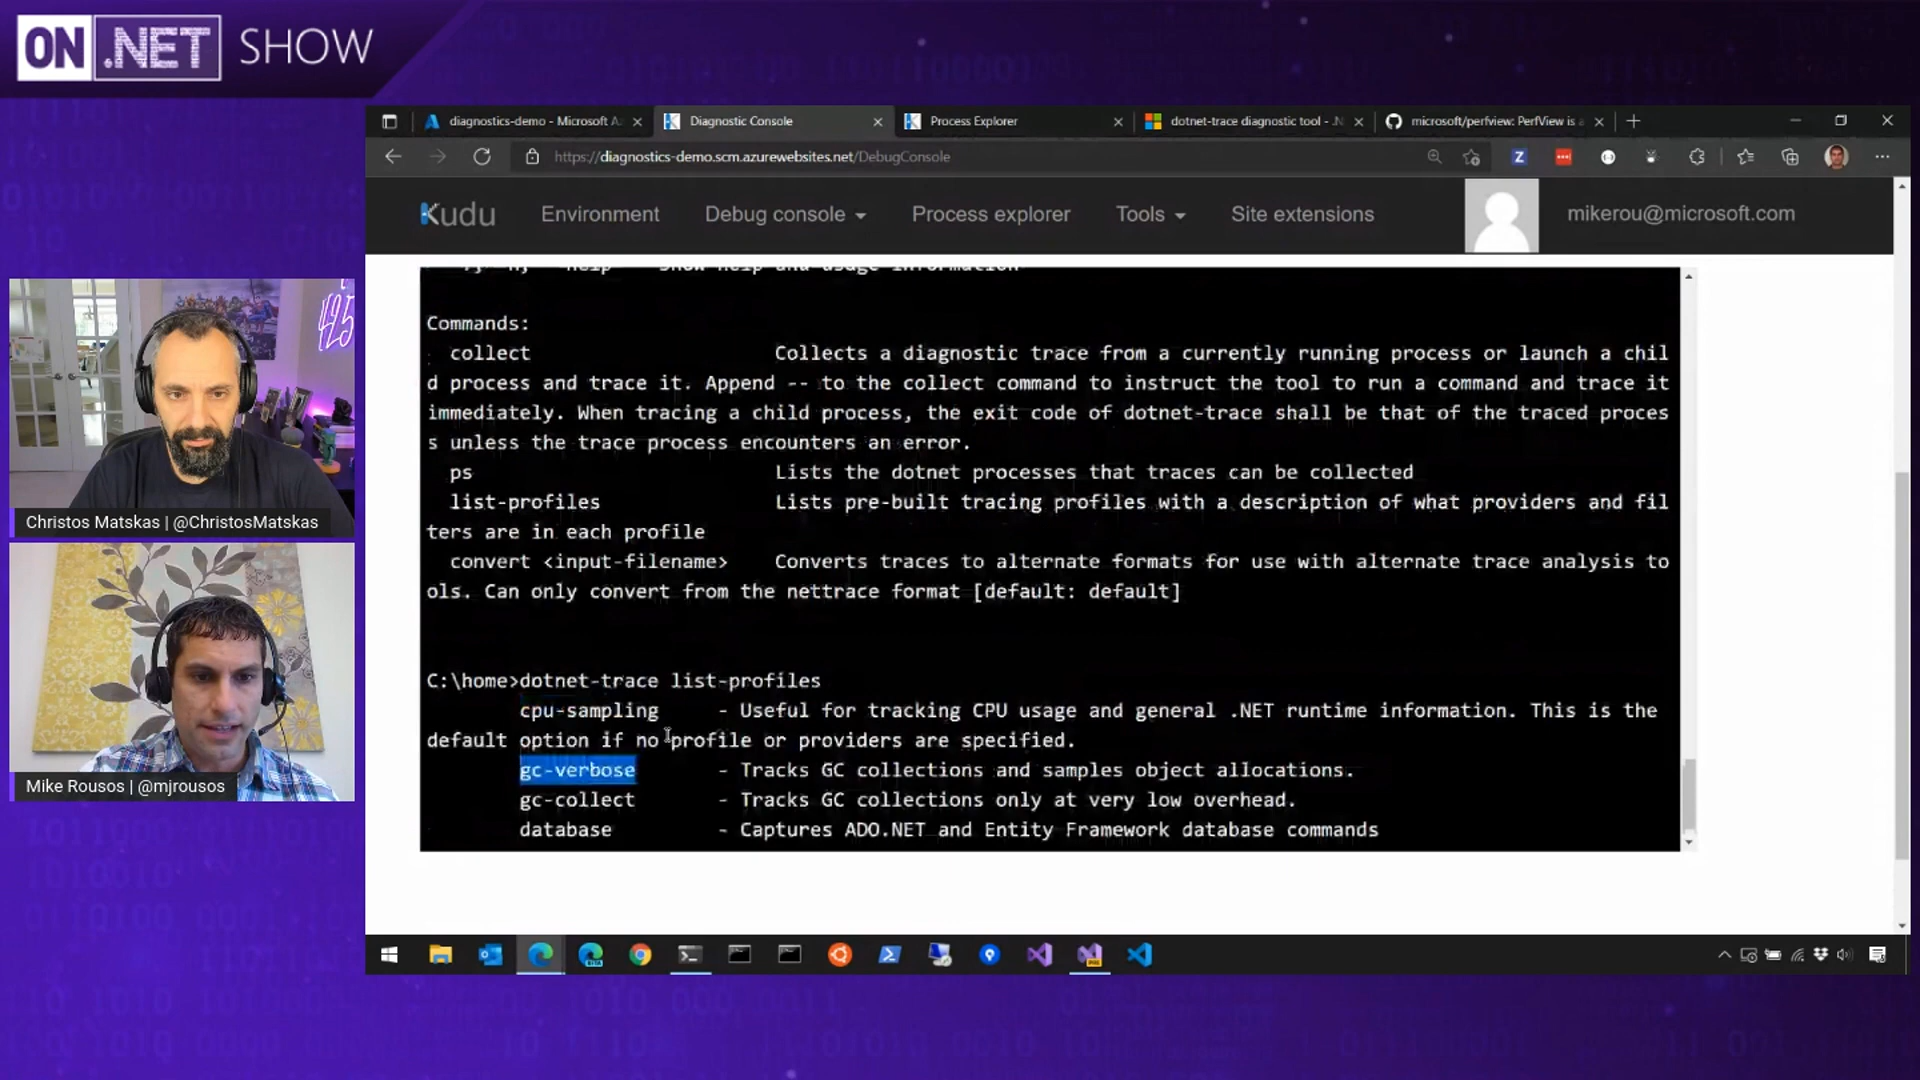 ON .NET SHOW
diagnostics-demo - Microsoft A
Diagnostic Console
Process Explorer
dotnet-trace diagnostic tool - .N
microsoft/perfview: PerfView is a
https://diagnostics-demo.scm.azurewebsites.net/DebugConsole
Kudu
Environment
Debug console
Process explorer
Tools
Site extensions
mikerou@microsoft.com
Commands:
collect Collects a diagnostic trace from a currently running process or launch a chil
d process and trace it. Append -- to the collect command to instruct the tool to run a command and trace it
immediately. When tracing a child process, the exit code of dotnet-trace shall be that of the traced proces
s unless the trace process encounters an error.
ps Lists the dotnet processes that traces can be collected
list-profiles Lists pre-built tracing profiles with a description of what providers and fil
ters are in each profile
convert <input-filename> Converts traces to alternate formats for use with alternate trace analysis to
ols. Can only convert from the nettrace format [default: default]
C:\home>dotnet-trace list-profiles
cpu-sampling - Useful for tracking CPU usage and general .NET runtime information. This is the
default option if no profile or providers are specified.
gc-verbose - Tracks GC collections and samples object allocations.
gc-collect - Tracks GC collections only at very low overhead.
database - Captures ADO.NET and Entity Framework database commands
425
Christos Matskas | @ChristosMatskas
Mike Rousos | @mjrousos